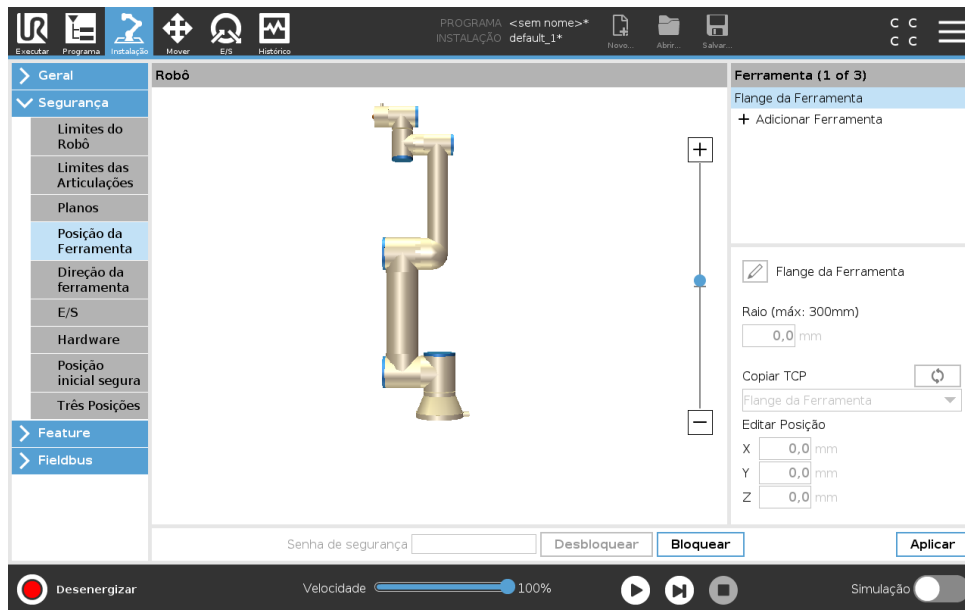 PROGRAMA <sem nome>*
INSTALAÇÃO default_1*
C C
C C
Executar Programa Instalação Mover E/S Histórico Novo... Abrir... Salvar...
Geral
Segurança
Limites do
Robô
Limites das
Articulações
Planos
Posição da
Ferramenta
Direção da
ferramenta
E/S
Hardware
Posição
inicial segura
Três Posições
Feature
Fieldbus
Robô
Ferramenta (1 of 3)
Flange da Ferramenta
+ Adicionar Ferramenta
Flange da Ferramenta
Raio (máx: 300mm)
0,0 mm
Copiar TCP
Flange da Ferramenta
Editar Posição
X 0,0 mm
Y 0,0 mm
Z 0,0 mm
Senha de segurança Desbloquear Bloquear Aplicar
Desenergizar Velocidade 100% Simulação